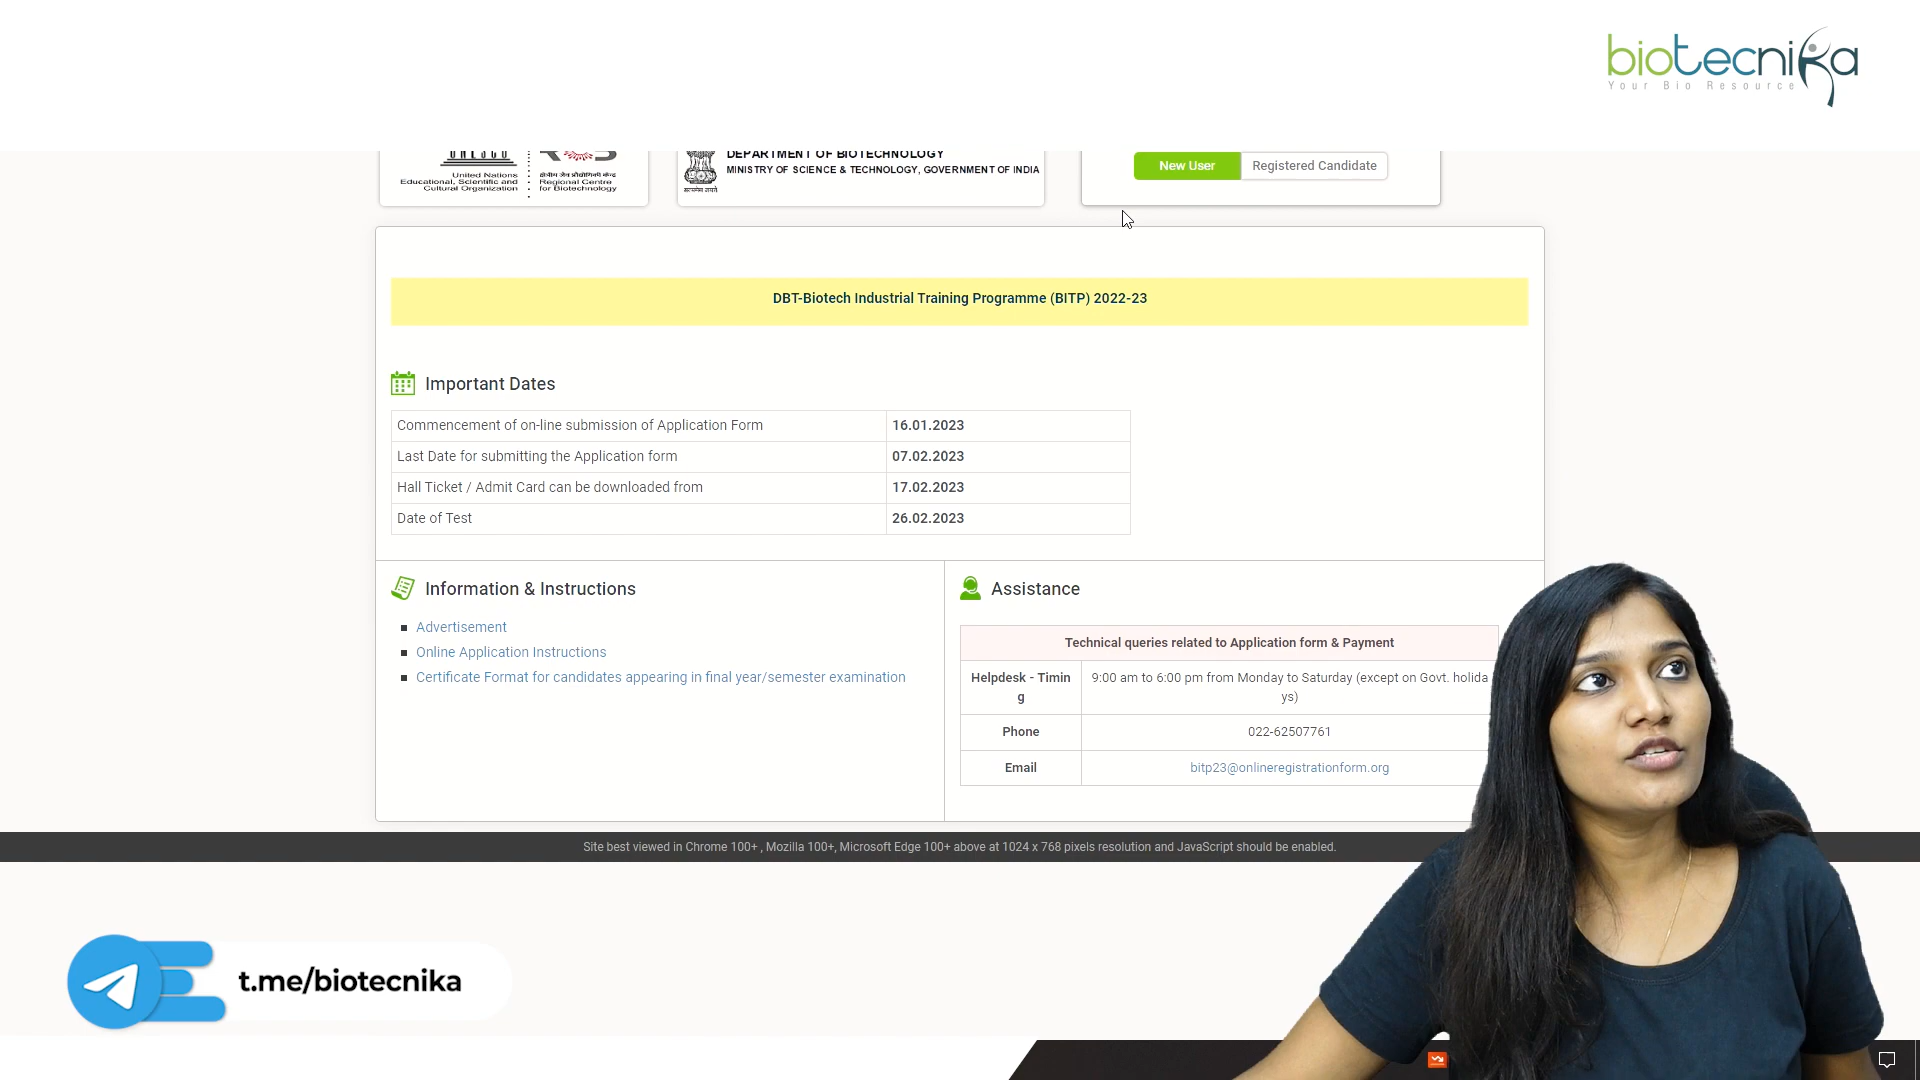 biotecnika
Your Bio Resource
UNESCO
United Nations
Educational, Scientific and
Cultural Organization
क्षेत्रीय जैव प्रौद्योगिकी केन्द्र
Regional Centre
for Biotechnology
सत्यमेव जयते
DEPARTMENT OF BIOTECHNOLOGY
MINISTRY OF SCIENCE & TECHNOLOGY, GOVERNMENT OF INDIA
New User
Registered Candidate
DBT-Biotech Industrial Training Programme (BITP) 2022-23
Important Dates
Commencement of on-line submission of Application Form 16.01.2023
Last Date for submitting the Application form 07.02.2023
Hall Ticket / Admit Card can be downloaded from 17.02.2023
Date of Test 26.02.2023
Information & Instructions
Advertisement
Online Application Instructions
Certificate Format for candidates appearing in final year/semester examination
Assistance
Technical queries related to Application form & Payment
Helpdesk - Timin
g
9:00 am to 6:00 pm from Monday to Saturday (except on Govt. holida
ys)
Phone 022-62507761
Email bitp23@onlineregistrationform.org
Site best viewed in Chrome 100+ , Mozilla 100+, Microsoft Edge 100+ above at 1024 x 768 pixels resolution and JavaScript should be enabled.
t.me/biotecnika